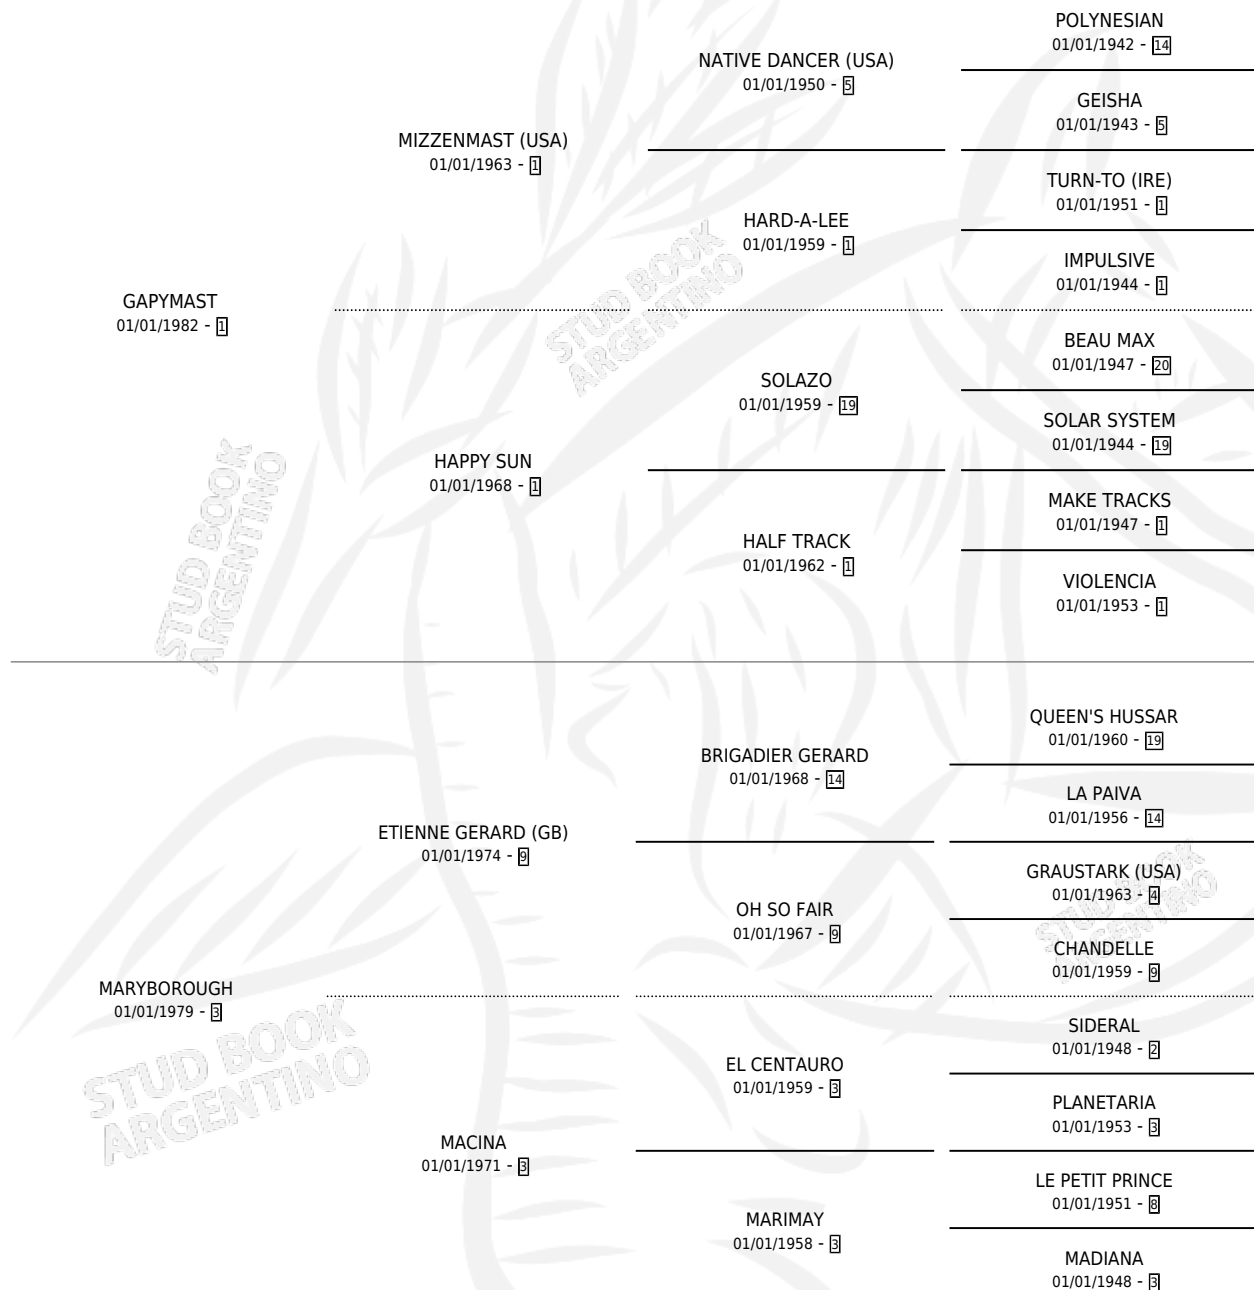 POLYNESIAN
01/01/1942 - 14
NATIVE DANCER (USA)
01/01/1950 - 5
GEISHA
01/01/1943 - 5
MIZZENMAST (USA)
01/01/1963 - 1
TURN-TO (IRE)
01/01/1951 - 1
HARD-A-LEE
01/01/1959 - 1
IMPULSIVE
01/01/1944 - 1
GAPYMAST
01/01/1982 - 1
BEAU MAX
01/01/1947 - 20
SOLAZO
01/01/1959 - 19
SOLAR SYSTEM
01/01/1944 - 19
HAPPY SUN
01/01/1968 - 1
MAKE TRACKS
01/01/1947 - 1
HALF TRACK
01/01/1962 - 1
VIOLENCIA
01/01/1953 - 1
QUEEN'S HUSSAR
01/01/1960 - 19
BRIGADIER GERARD
01/01/1968 - 14
LA PAIVA
01/01/1956 - 14
ETIENNE GERARD (GB)
01/01/1974 - 9
GRAUSTARK (USA)
01/01/1963 - 4
OH SO FAIR
01/01/1967 - 9
CHANDELLE
01/01/1959 - 9
MARYBOROUGH
01/01/1979 - 3
SIDERAL
01/01/1948 - 2
EL CENTAURO
01/01/1959 - 3
PLANETARIA
01/01/1953 - 3
MACINA
01/01/1971 - 3
LE PETIT PRINCE
01/01/1951 - 8
MARIMAY
01/01/1958 - 3
MADIANA
01/01/1948 - 3
STUD BOOK
ARGENTINO
STUD BOOK
ARGENTINO
STUD BOOK
ARGENTINO
STUD BOOK
ARGENTINO